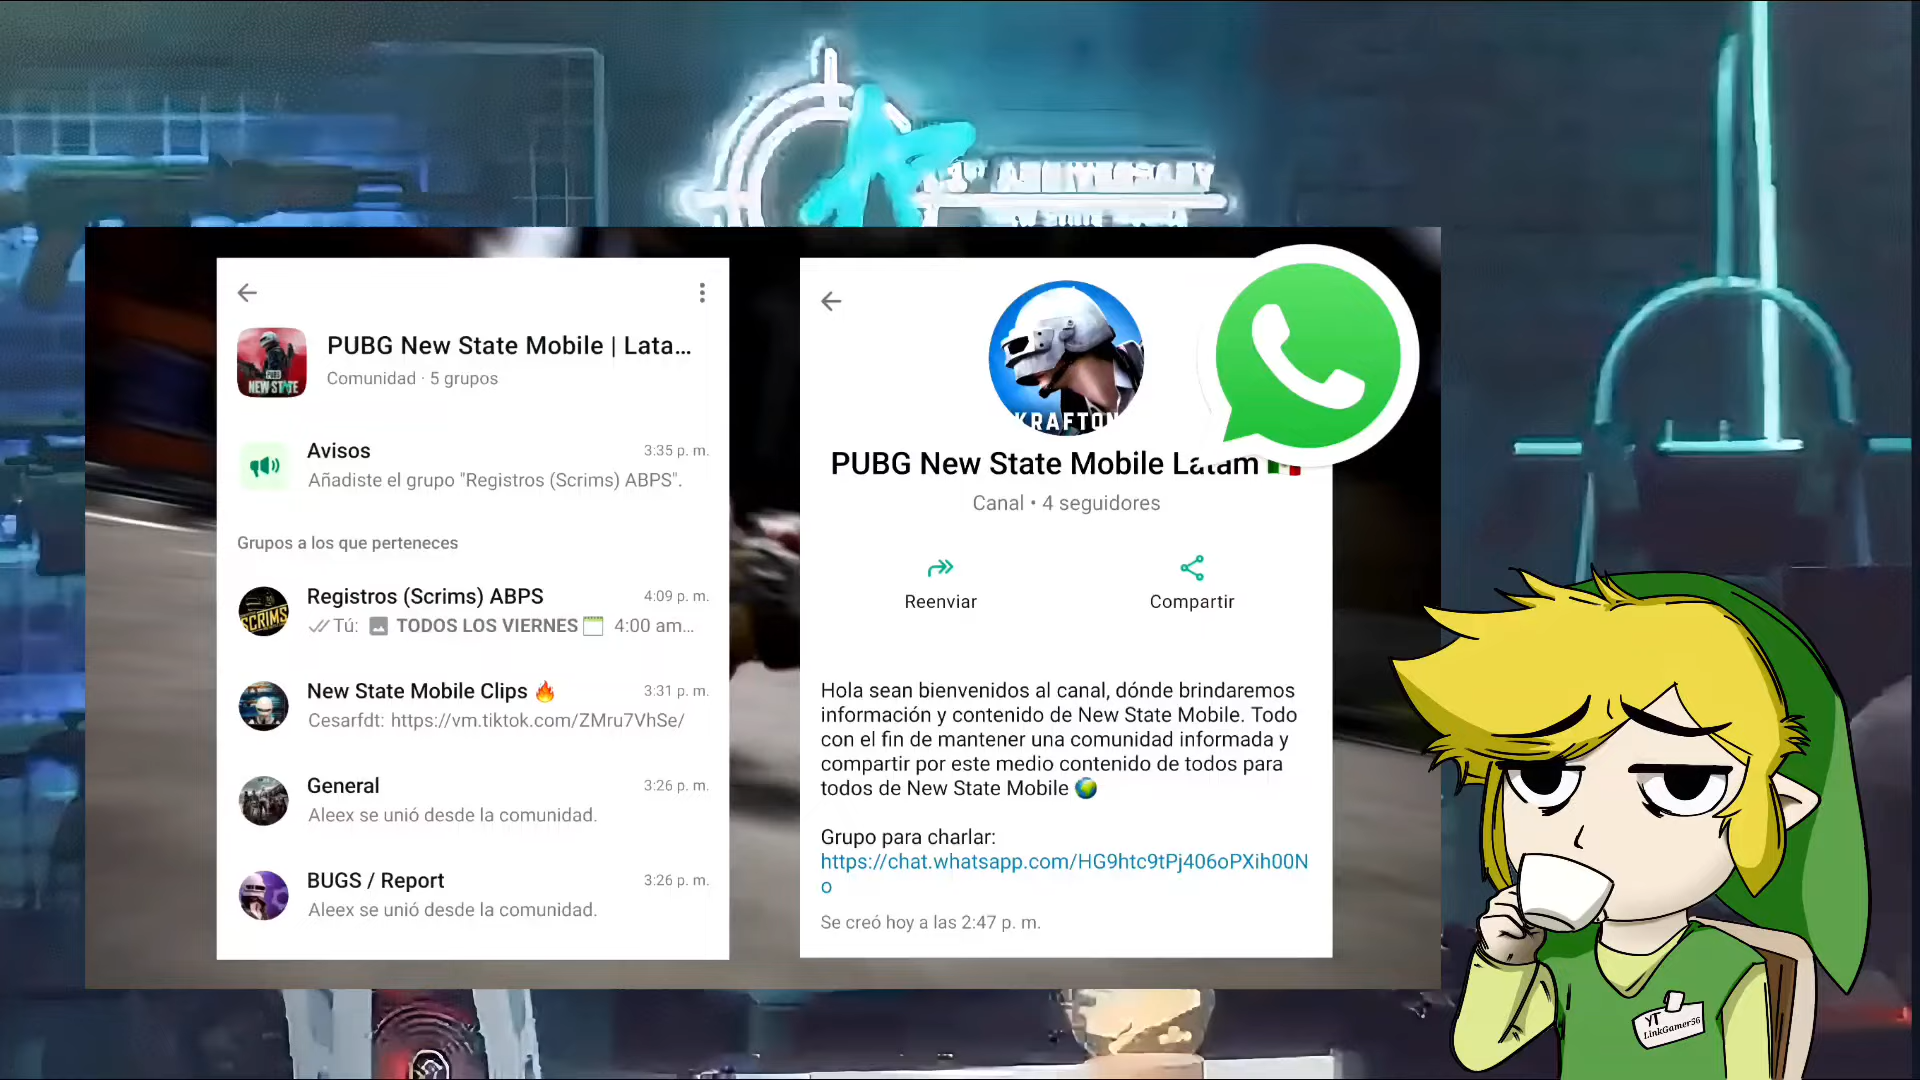 ANNIVERSARY
PUBG New State Mobile | Lata...
Comunidad · 5 grupos
NEW STATE
Avisos
3:35 p. m.
Añadiste el grupo "Registros (Scrims) ABPS".
Grupos a los que perteneces
Registros (Scrims) ABPS
4:09 p. m.
SCRIMS
Tú: TODOS LOS VIERNES🗓️ 4:00 am...
New State Mobile Clips 🔥
3:31 p. m.
Cesarfdt: https://vm.tiktok.com/ZMru7VhSe/
General
3:26 p. m.
Aleex se unió desde la comunidad.
BUGS / Report
3:26 p. m.
Aleex se unió desde la comunidad.
KRAFTON
PUBG New State Mobile Latam 🇲🇽
Canal • 4 seguidores
Reenviar
Compartir
Hola sean bienvenidos al canal, dónde brindaremos
información y contenido de New State Mobile. Todo
con el fin de mantener una comunidad informada y
compartir por este medio contenido de todos para
todos de New State Mobile 🌎
Grupo para charlar:
https://chat.whatsapp.com/HG9htc9tPj406oPXih00N
o
Se creó hoy a las 2:47 p. m.
YT
LinkGamer56